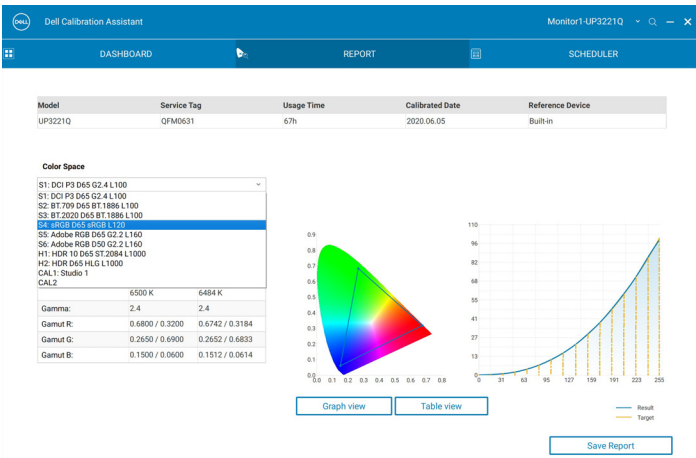 DELL Dell Calibration Assistant Monitor1-UP3221Q
DASHBOARD REPORT SCHEDULER
Model Service Tag Usage Time Calibrated Date Reference Device
UP3221Q QFM0631 67h 2020.06.05 Built-in
Color Space
S1: DCI P3 D65 G2.4 L100
S1: DCI P3 D65 G2.4 L100
S2: BT.709 D65 BT.1886 L100
S3: BT.2020 D65 BT.1886 L100
S4: sRGB D65 sRGB L120
S5: Adobe RGB D65 G2.2 L160
S6: Adobe RGB D50 G2.2 L160
H1: HDR 10 D65 ST.2084 L1000
H2: HDR D65 HLG L1000
CAL1: Studio 1
CAL2
6500 K 6484 K
Gamma: 2.4 2.4
Gamut R: 0.6800 / 0.3200 0.6742 / 0.3184
Gamut G: 0.2650 / 0.6900 0.2652 / 0.6833
Gamut B: 0.1500 / 0.0600 0.1512 / 0.0614
0.9
0.8
0.7
0.6
0.5
0.4
0.3
0.2
0.1
0.0
0.0 0.1 0.2 0.3 0.4 0.5 0.6 0.7 0.8
110
96
82
68
55
41
27
13
0
0 31 63 95 127 159 191 223 255
Result
Target
Graph view Table view
Save Report